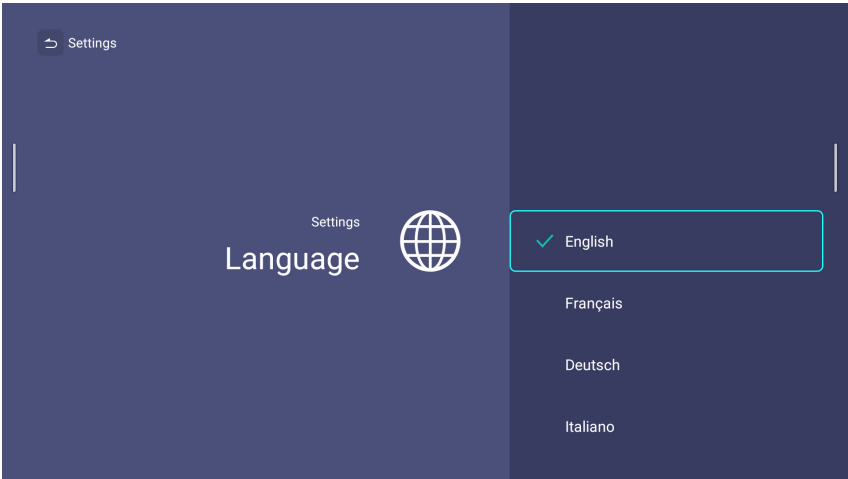 Settings
Settings
Language
English
Français
Deutsch
Italiano